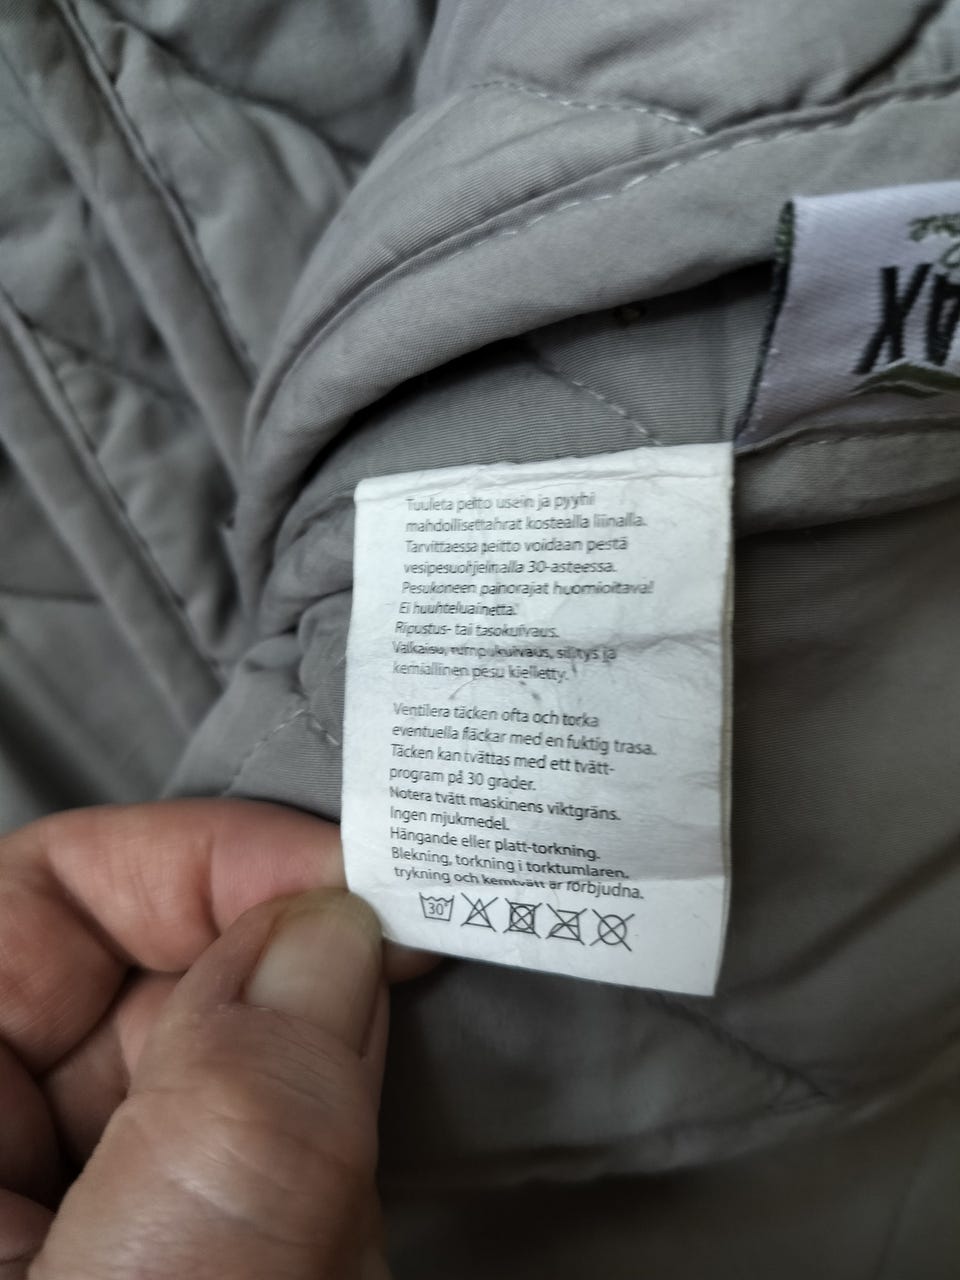 Tuuleta peitto usein ja pyyhi
mahdollisettahrat kostealla liinalla.
Tarvittaessa peitto voidaan pestä
vesipesuohjelmalla 30-asteessa.
Pesukoneen painorajat huomioitava!
Ei huuhteluainetta.
Ripustus- tai tasokuivaus.
Valkaisu, rumpukuivaus, silitys ja
kemiallinen pesu kielletty.
Ventilera täcken ofta och torka
eventuella fläckar med en fuktig trasa.
Täcken kan tvättas med ett tvätt-
program på 30 grader.
Notera tvätt maskinens viktgräns.
Ingen mjukmedel.
Hängande eller platt-torkning.
Blekning, torkning i torktumlaren,
trykning och kemtvätt är förbjudna.
30°